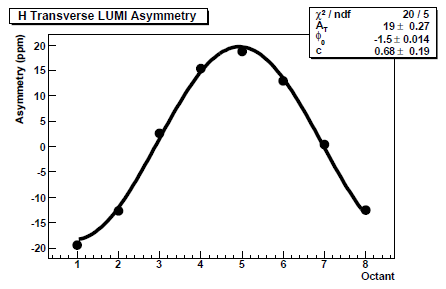 H Transverse LUMI Asymmetry
χ² / ndf 20 / 5
A_T 19 ± 0.27
ϕ_0 -1.5 ± 0.014
c 0.68 ± 0.19
Asymmetry (ppm)
20
15
10
5
0
-5
-10
-15
-20
1 2 3 4 5 6 7 8
Octant